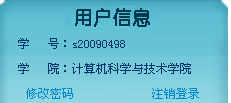 用户信息
学 号：s20090498
学 院：计算机科学与技术学院
修改密码 注销登录